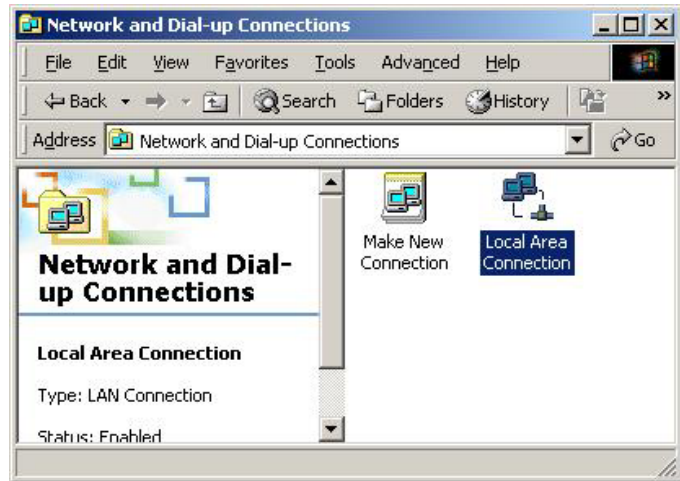 Network and Dial-up Connections
File Edit View Favorites Tools Advanced Help
Back Search Folders History »
Address Network and Dial-up Connections Go
Network and Dial-
up Connections
Local Area Connection
Type: LAN Connection
Status: Enabled
Make New
Connection
Local Area
Connection